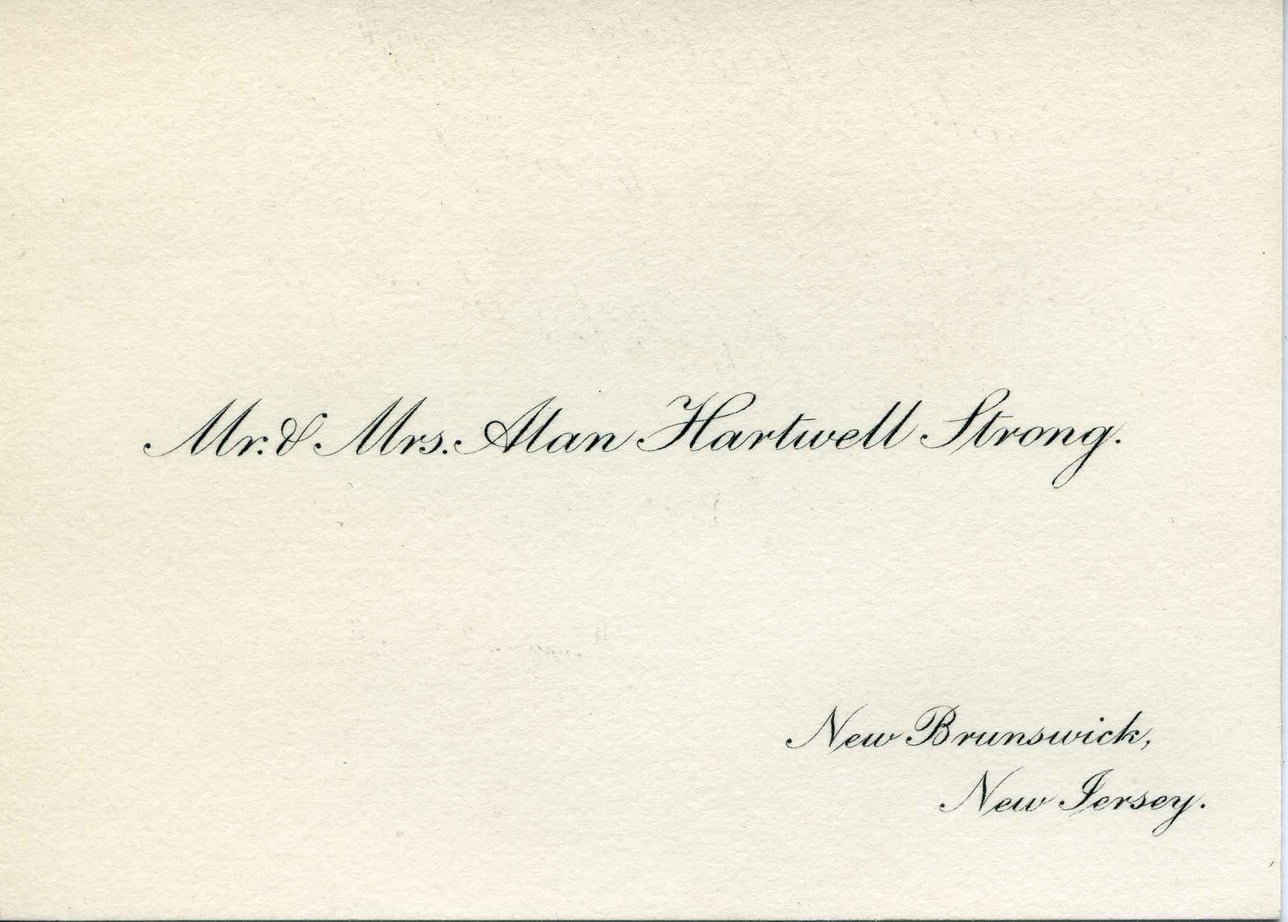 Mr. & Mrs. Alan Hartwell Strong.
New Brunswick,
New Jersey.